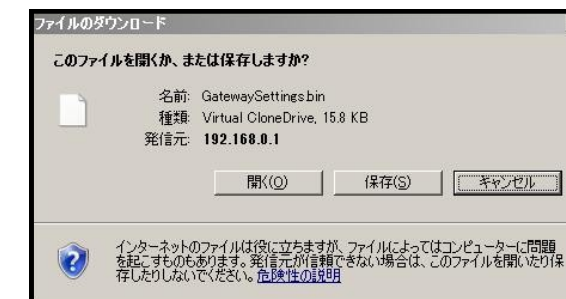 ファイルのダウンロード
このファイルを開くか、または保存しますか?
名前: GatewaySettings.bin
種類: Virtual CloneDrive, 15.8 KB
発信元: 192.168.0.1
開く(O) 保存(S) キャンセル
インターネットのファイルは役に立ちますが、ファイルによってはコンピューターに問題
を起こすものもあります。発信元が信頼できない場合は、このファイルを開いたり保
存したりしないでください。危険性の説明